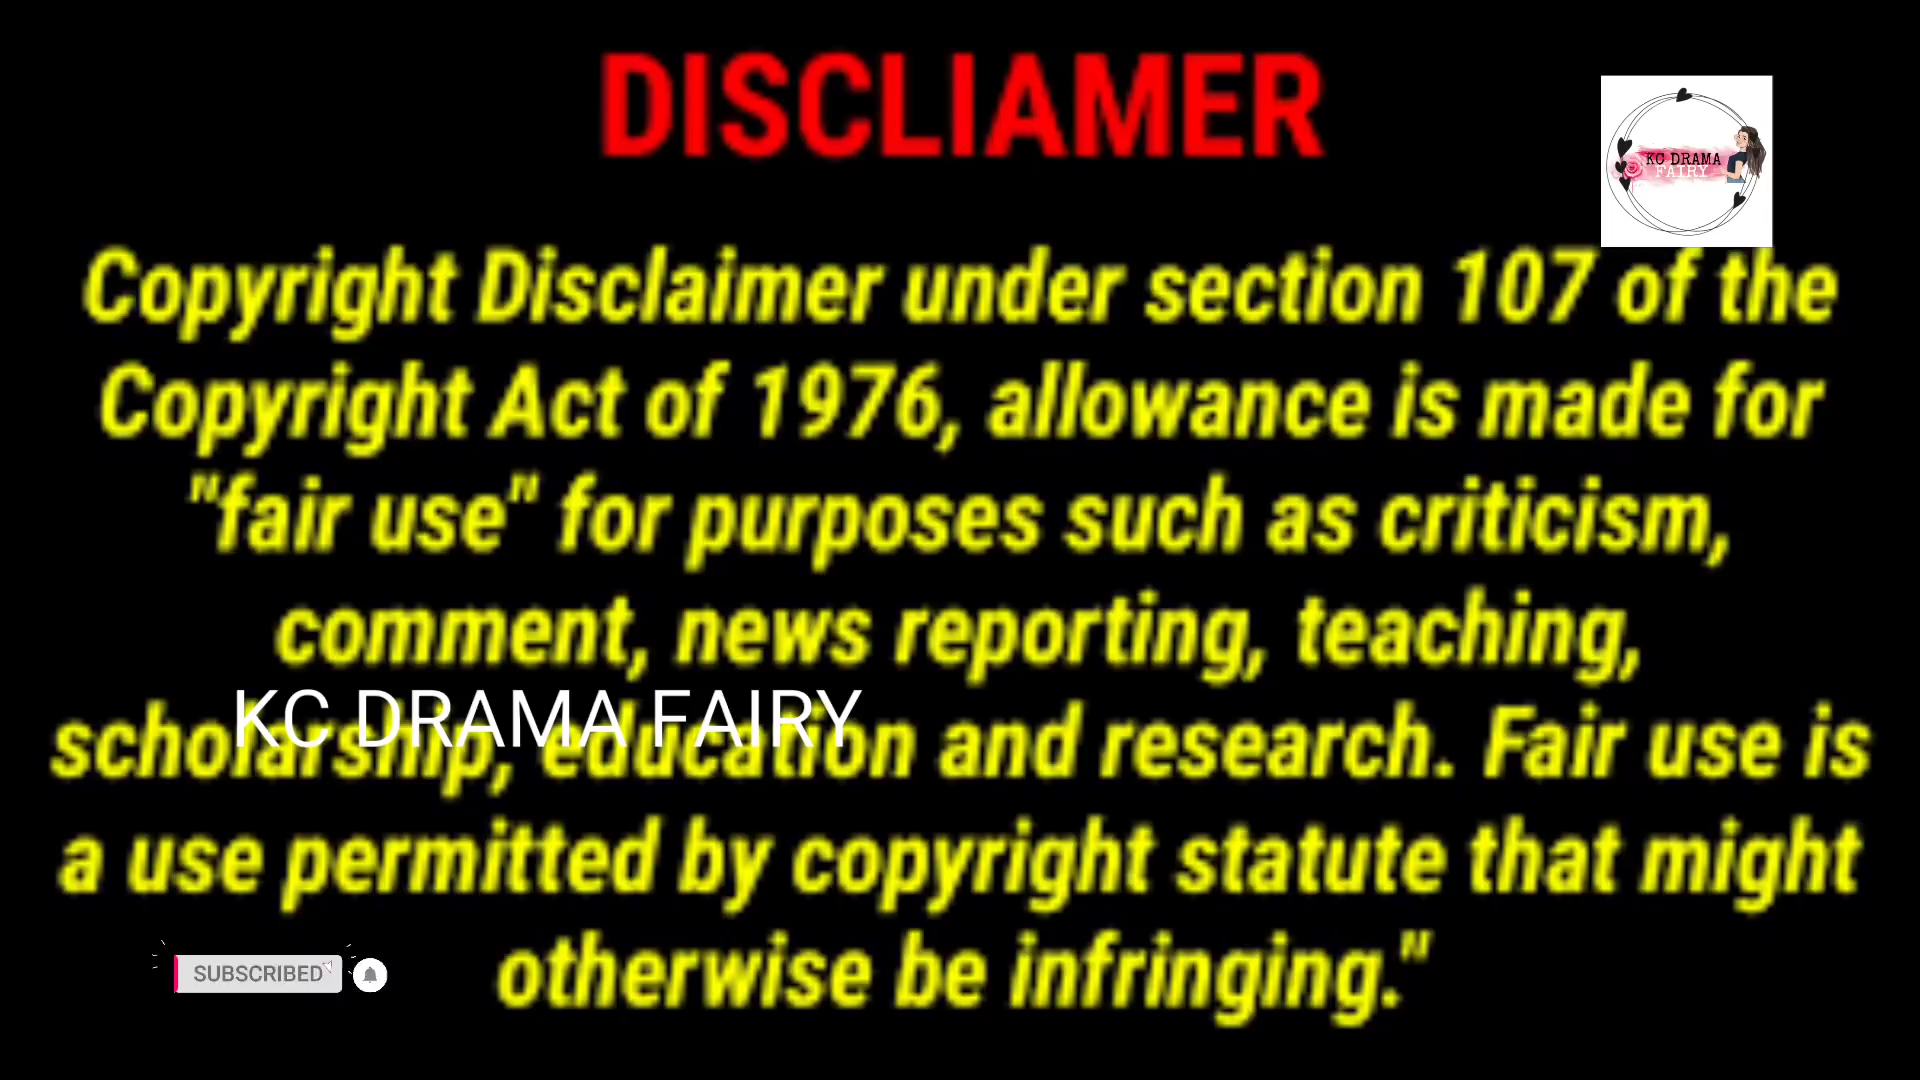 DISCLIAMER
KC DRAMA
FAIRY
Copyright Disclaimer under section 107 of the
Copyright Act of 1976, allowance is made for
"fair use" for purposes such as criticism,
comment, news reporting, teaching,
KC DRAMA FAIRY
scholarship, education and research. Fair use is
a use permitted by copyright statute that might
otherwise be infringing."
SUBSCRIBED